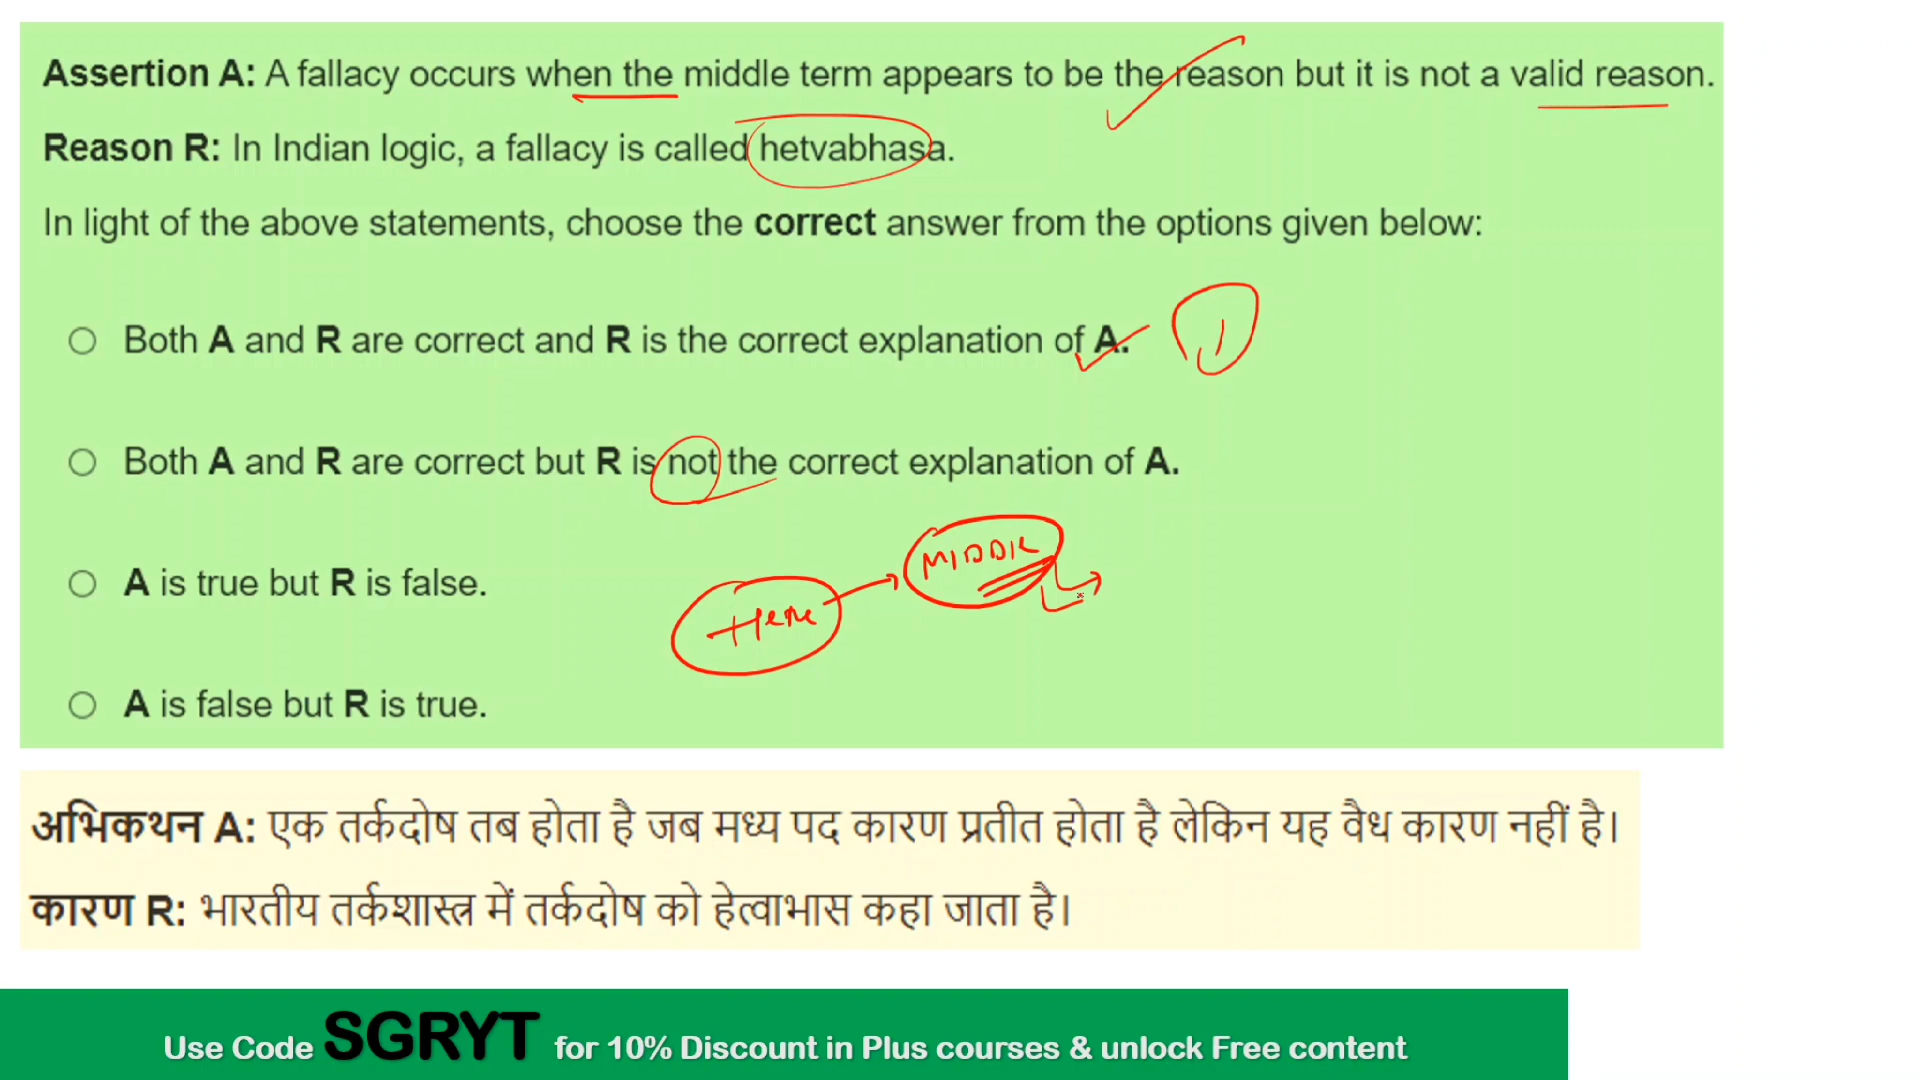 Assertion A: A fallacy occurs when the middle term appears to be the reason but it is not a valid reason.
Reason R: In Indian logic, a fallacy is called hetvabhasa.
In light of the above statements, choose the correct answer from the options given below:
Both A and R are correct and R is the correct explanation of A.
1
Both A and R are correct but R is not the correct explanation of A.
MIDDLE
A is true but R is false.
A is false but R is true.
अभिकथन A: एक तर्कदोष तब होता है जब मध्य पद कारण प्रतीत होता है लेकिन यह वैध कारण नहीं है।
कारण R: भारतीय तर्कशास्त्र में तर्कदोष को हेत्वाभास कहा जाता है।
Use Code SGRYT for 10% Discount in Plus courses & unlock Free content